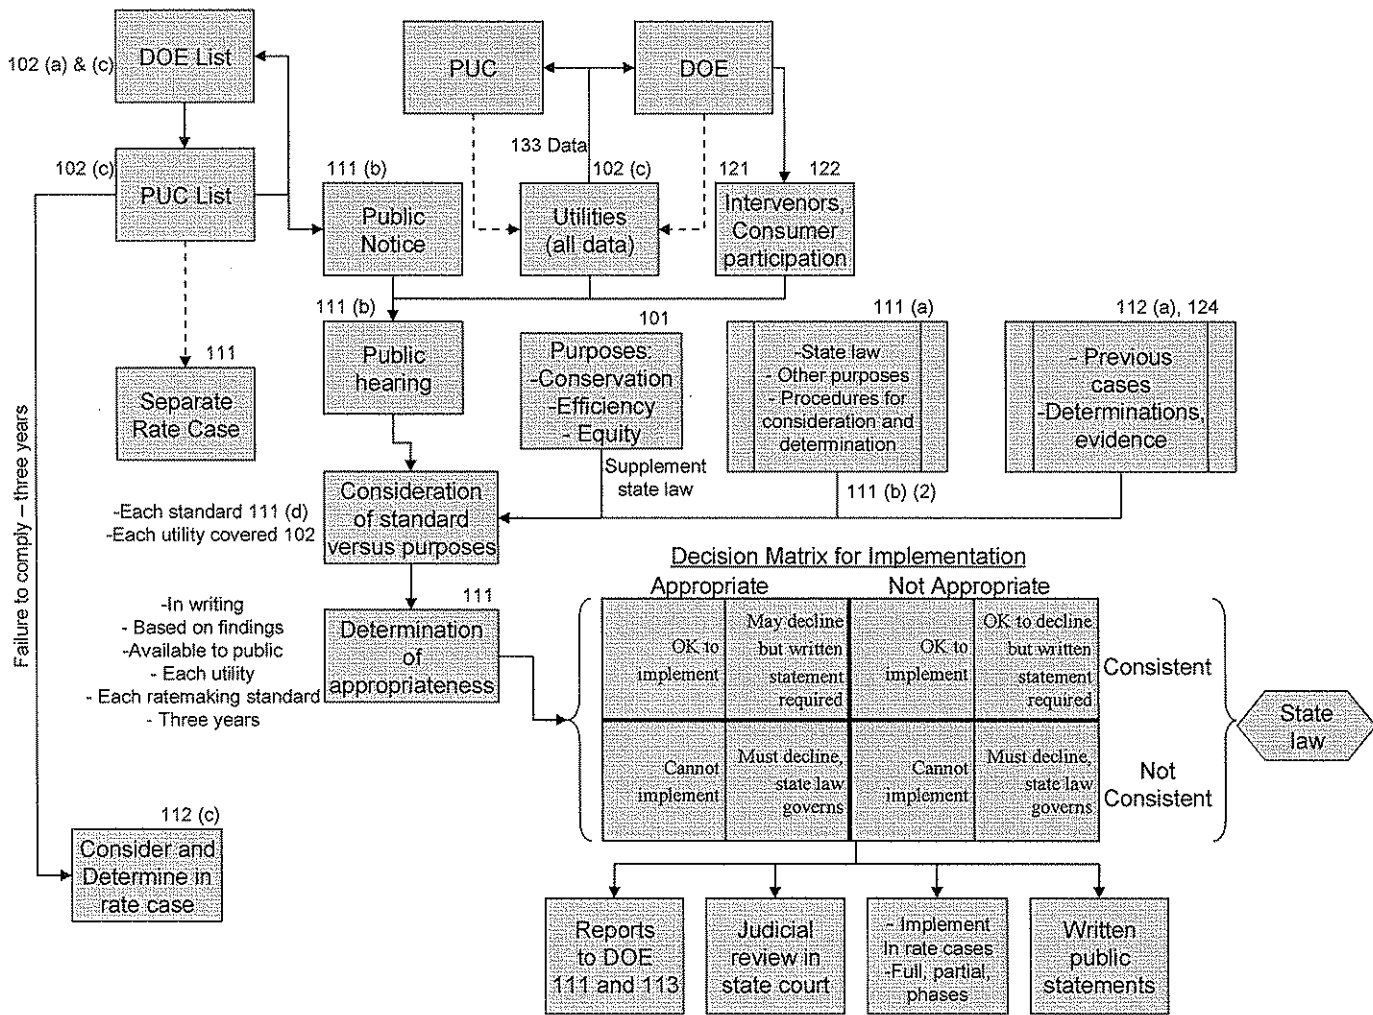 DOE List
102 (a) & (c)
PUC
DOE
133 Data
102 (c)
PUC List
111 (b)
Public
Notice
102 (c)
Utilities
(all data)
121
122
Intervenors,
Consumer
participation
111
Separate
Rate Case
111 (b)
Public
hearing
101
Purposes:
-Conservation
-Efficiency
- Equity
111 (a)
-State law
- Other purposes
- Procedures for
consideration and
determination
112 (a), 124
- Previous
cases
-Determinations,
evidence
Supplement
state law
111 (b) (2)
Failure to comply – three years
-Each standard 111 (d)
-Each utility covered 102
Consideration
of standard
versus purposes
-In writing
- Based on findings
-Available to public
- Each utility
- Each ratemaking standard
- Three years
111
Determination
of
appropriateness
Decision Matrix for Implementation
Appropriate
Not Appropriate
OK to
implement
May decline
but written
statement
required
OK to
implement
OK to decline
but written
statement
required
Consistent
Cannot
implement
Must decline,
state law
governs
Cannot
implement
Must decline,
state law
governs
Not
Consistent
State
law
112 (c)
Consider and
Determine in
rate case
Reports
to DOE
111 and 113
Judicial
review in
state court
- Implement
In rate cases
-Full, partial,
phases
Written
public
statements